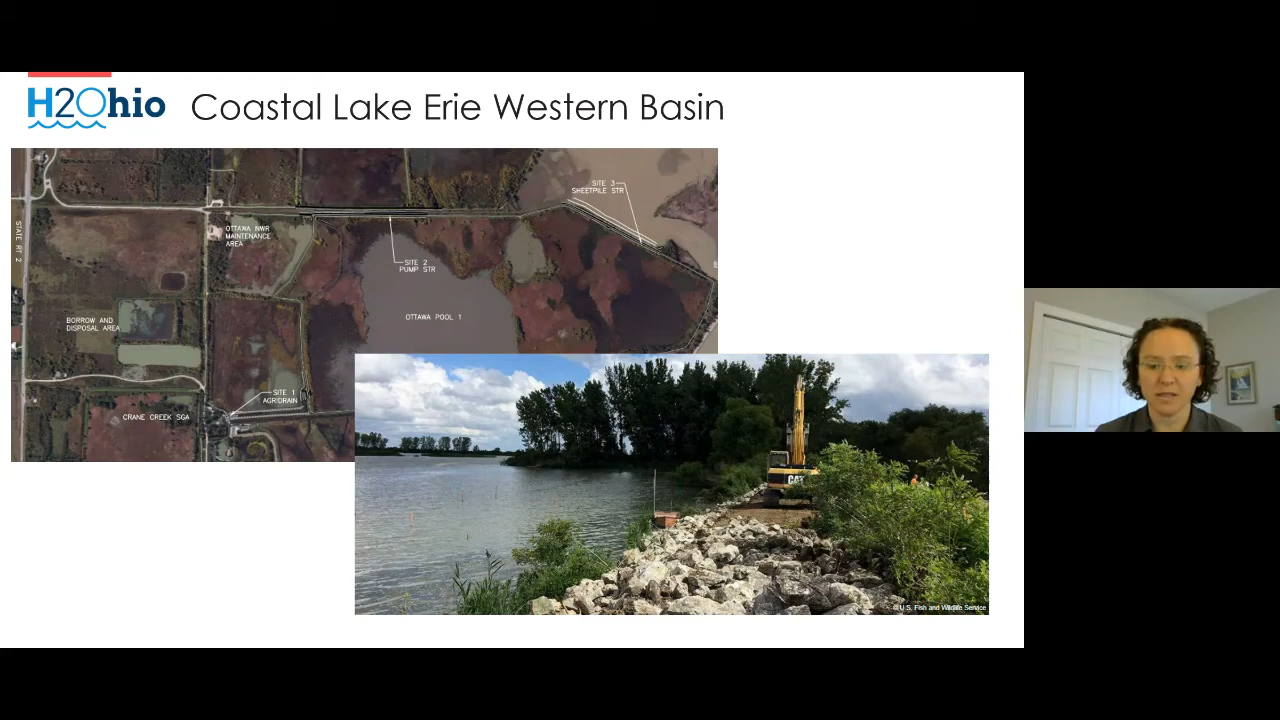 H2Ohio
Coastal Lake Erie Western Basin
SITE 3
SHEETPILE STR
STATE RT 2
OTTAWA NWR
MAINTENANCE
AREA
SITE 2
PUMP STR
BORROW AND
DISPOSAL AREA
OTTAWA POOL 1
SITE 1
AGRIDRAIN
CRANE CREEK SGA
CAT
© U.S. Fish and Wildlife Service